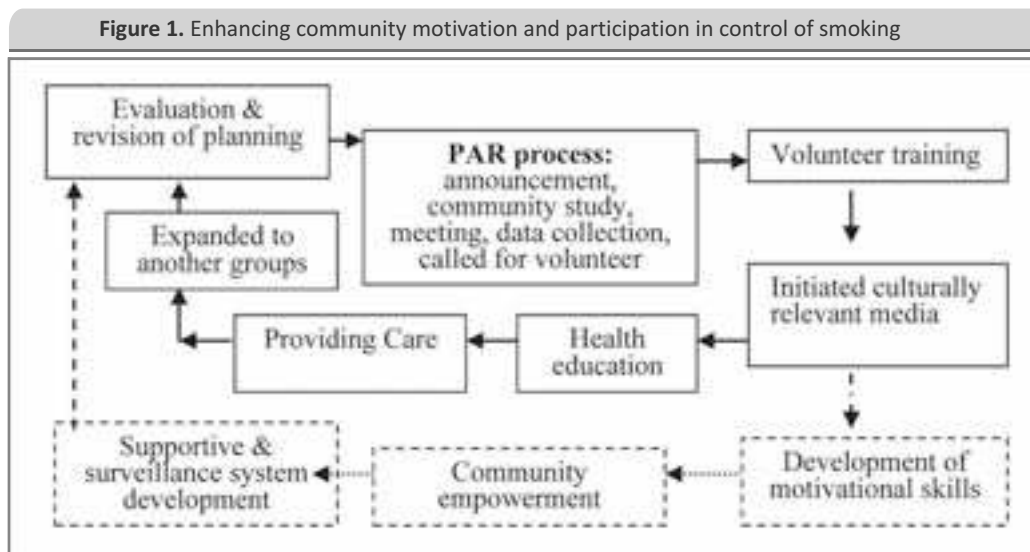 Figure 1. Enhancing community motivation and participation in control of smoking
Evaluation &
revision of planning
PAR process:
announcement,
community study,
meeting, data collection,
called for volunteer
Volunteer training
Expanded to
another groups
Initiated culturally
relevant media
Providing Care
Health
education
Supportive &
surveillance system
development
Community
empowerment
Development of
motivational skills